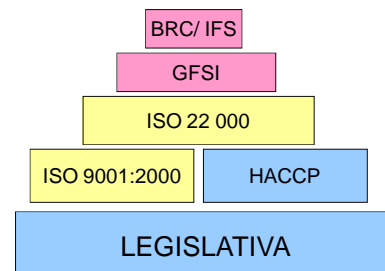 BRC/ IFS
GFSI
ISO 22 000
ISO 9001:2000 HACCP
LEGISLATIVA